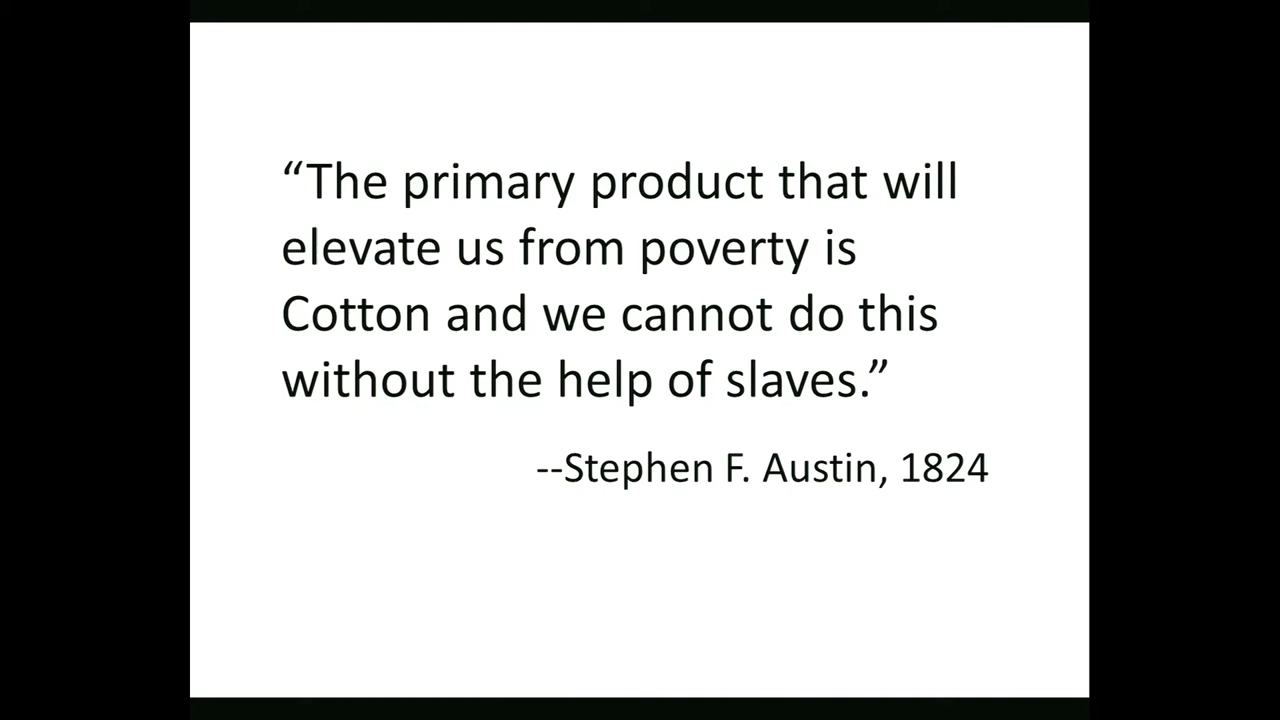 “The primary product that will
elevate us from poverty is
Cotton and we cannot do this
without the help of slaves.”
--Stephen F. Austin, 1824